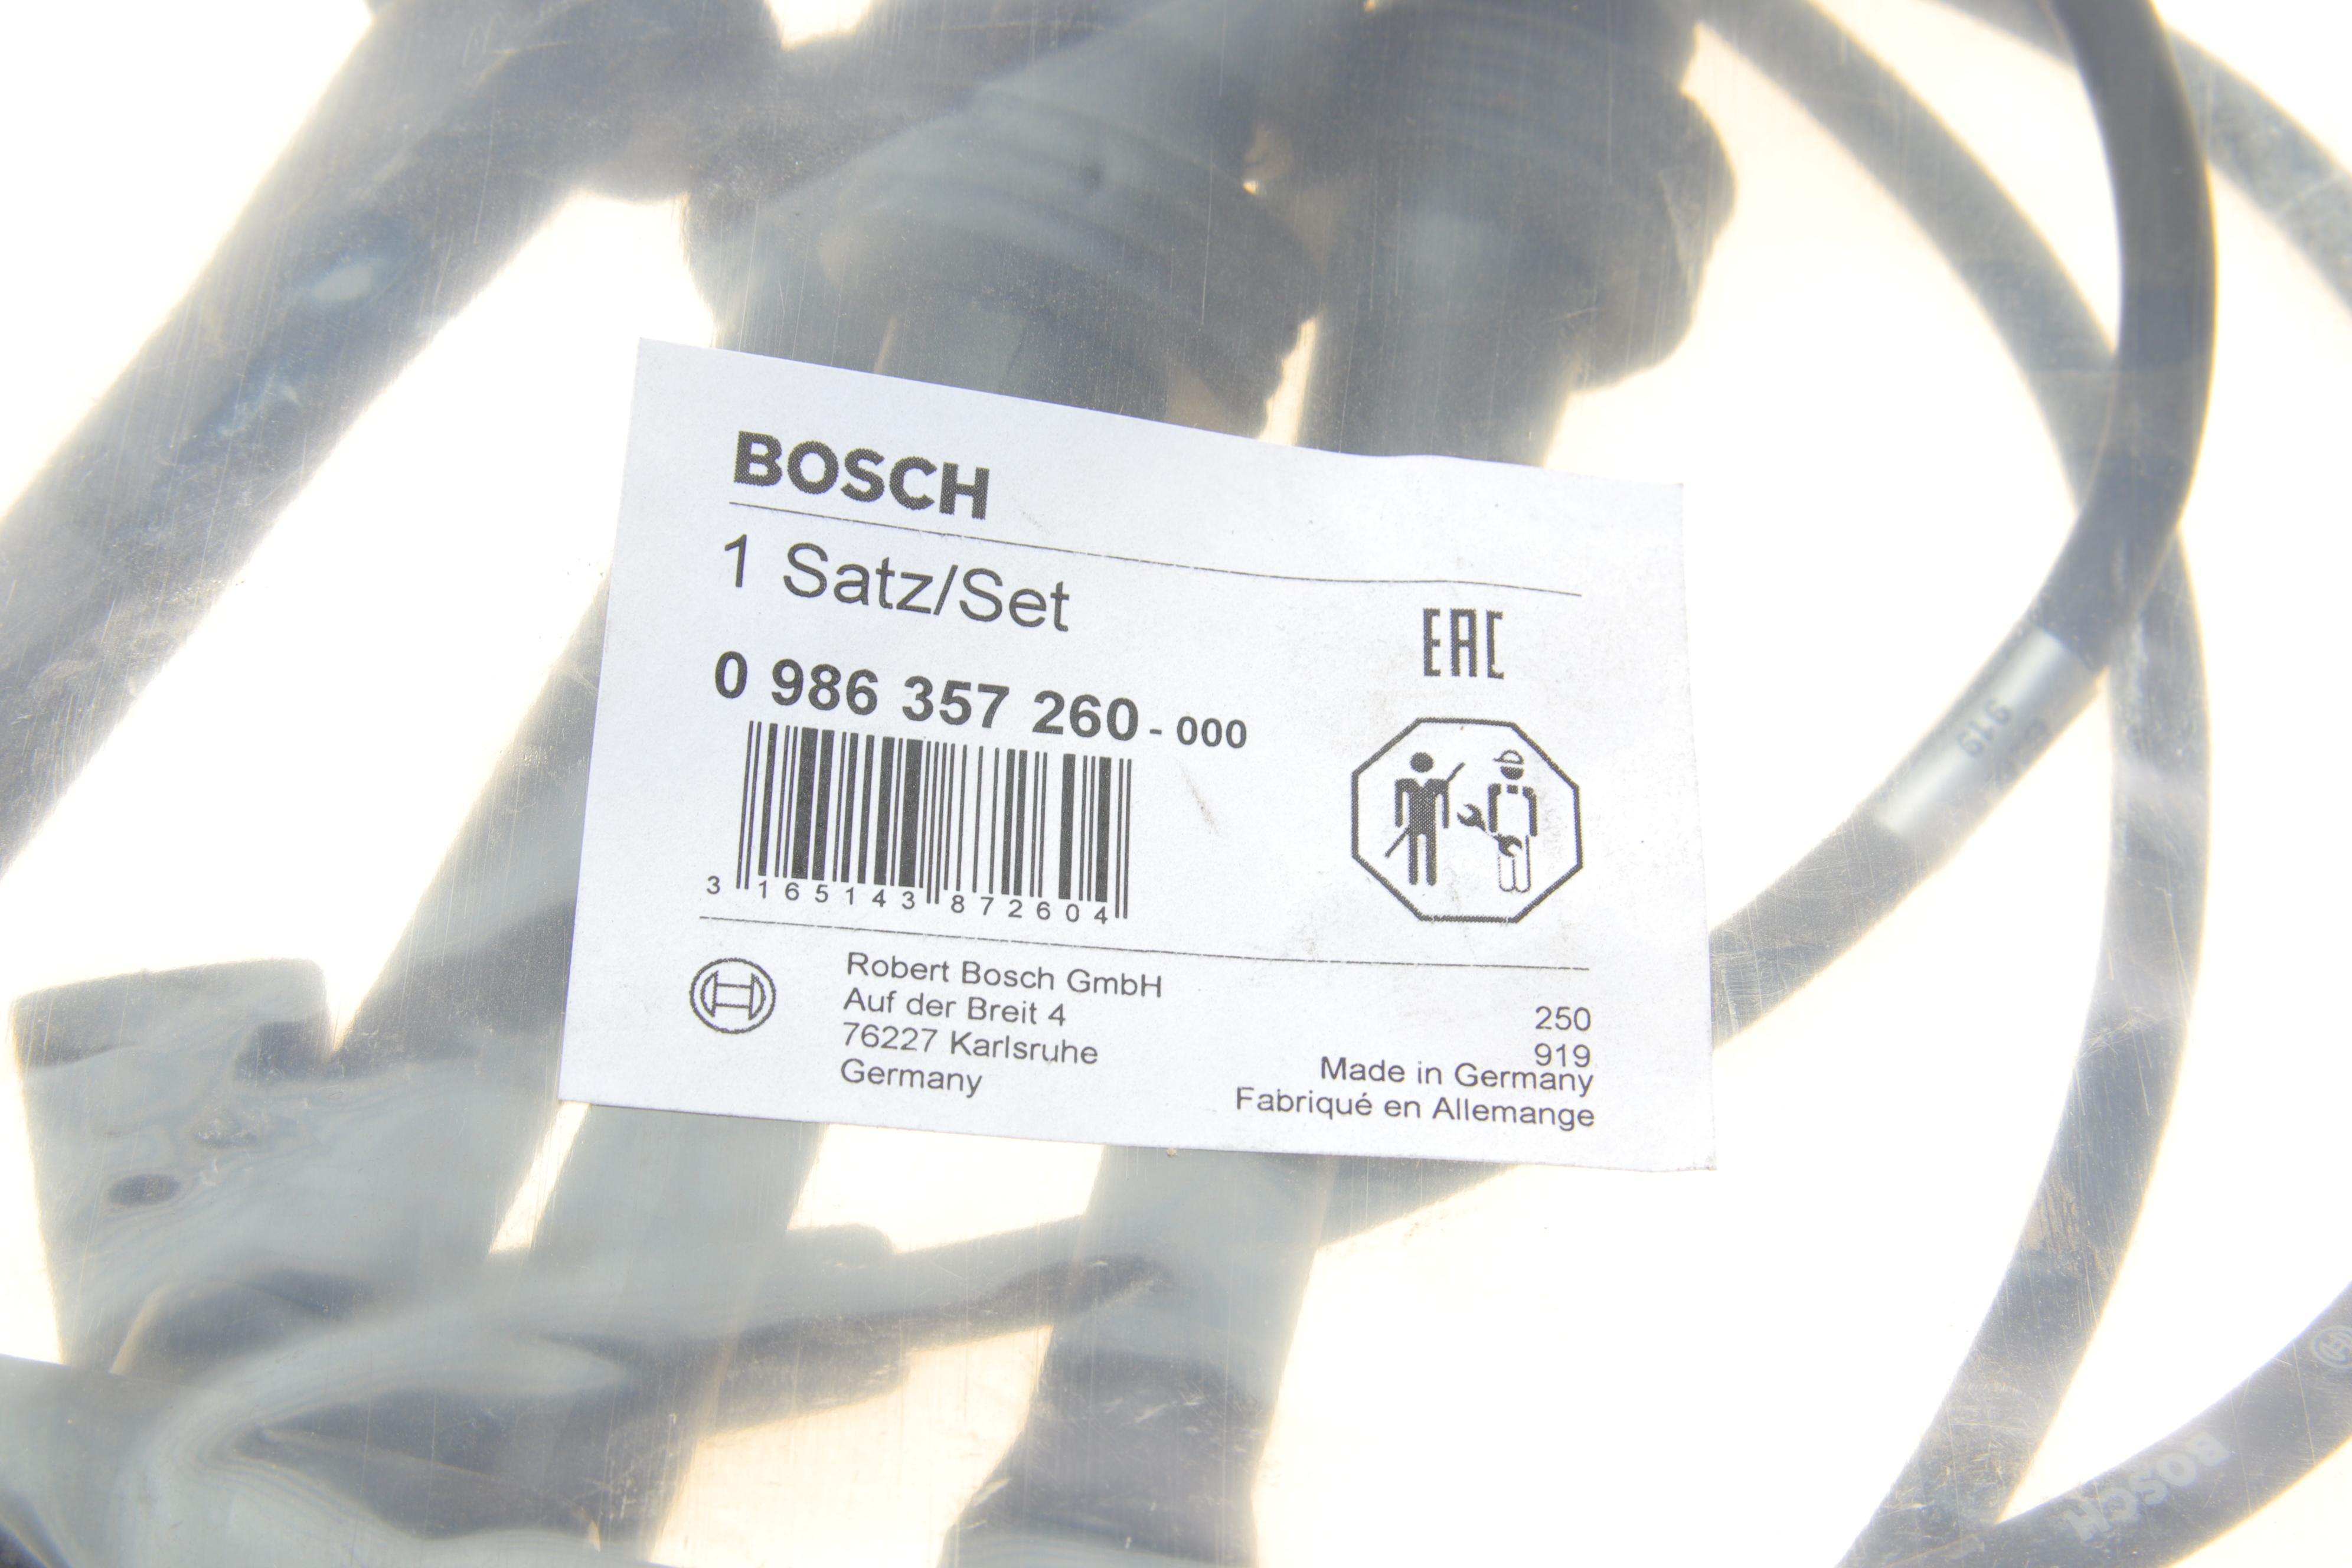 BOSCH
1 Satz/Set
EAC
0 986 357 260 - 000
3 165143 872604
Robert Bosch GmbH
Auf der Breit 4
76227 Karlsruhe
Germany
250
919
Made in Germany
Fabriqué en Allemange
919
BOSCH